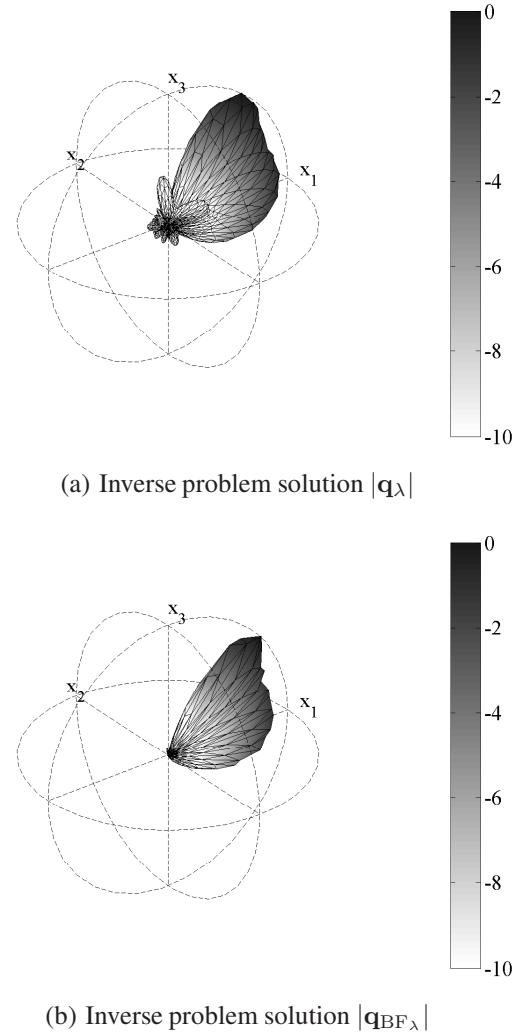 x3
x2
x1
0
-2
-4
-6
-8
-10
(a) Inverse problem solution |qλ|
x3
x2
x1
0
-2
-4
-6
-8
-10
(b) Inverse problem solution |qBFλ|